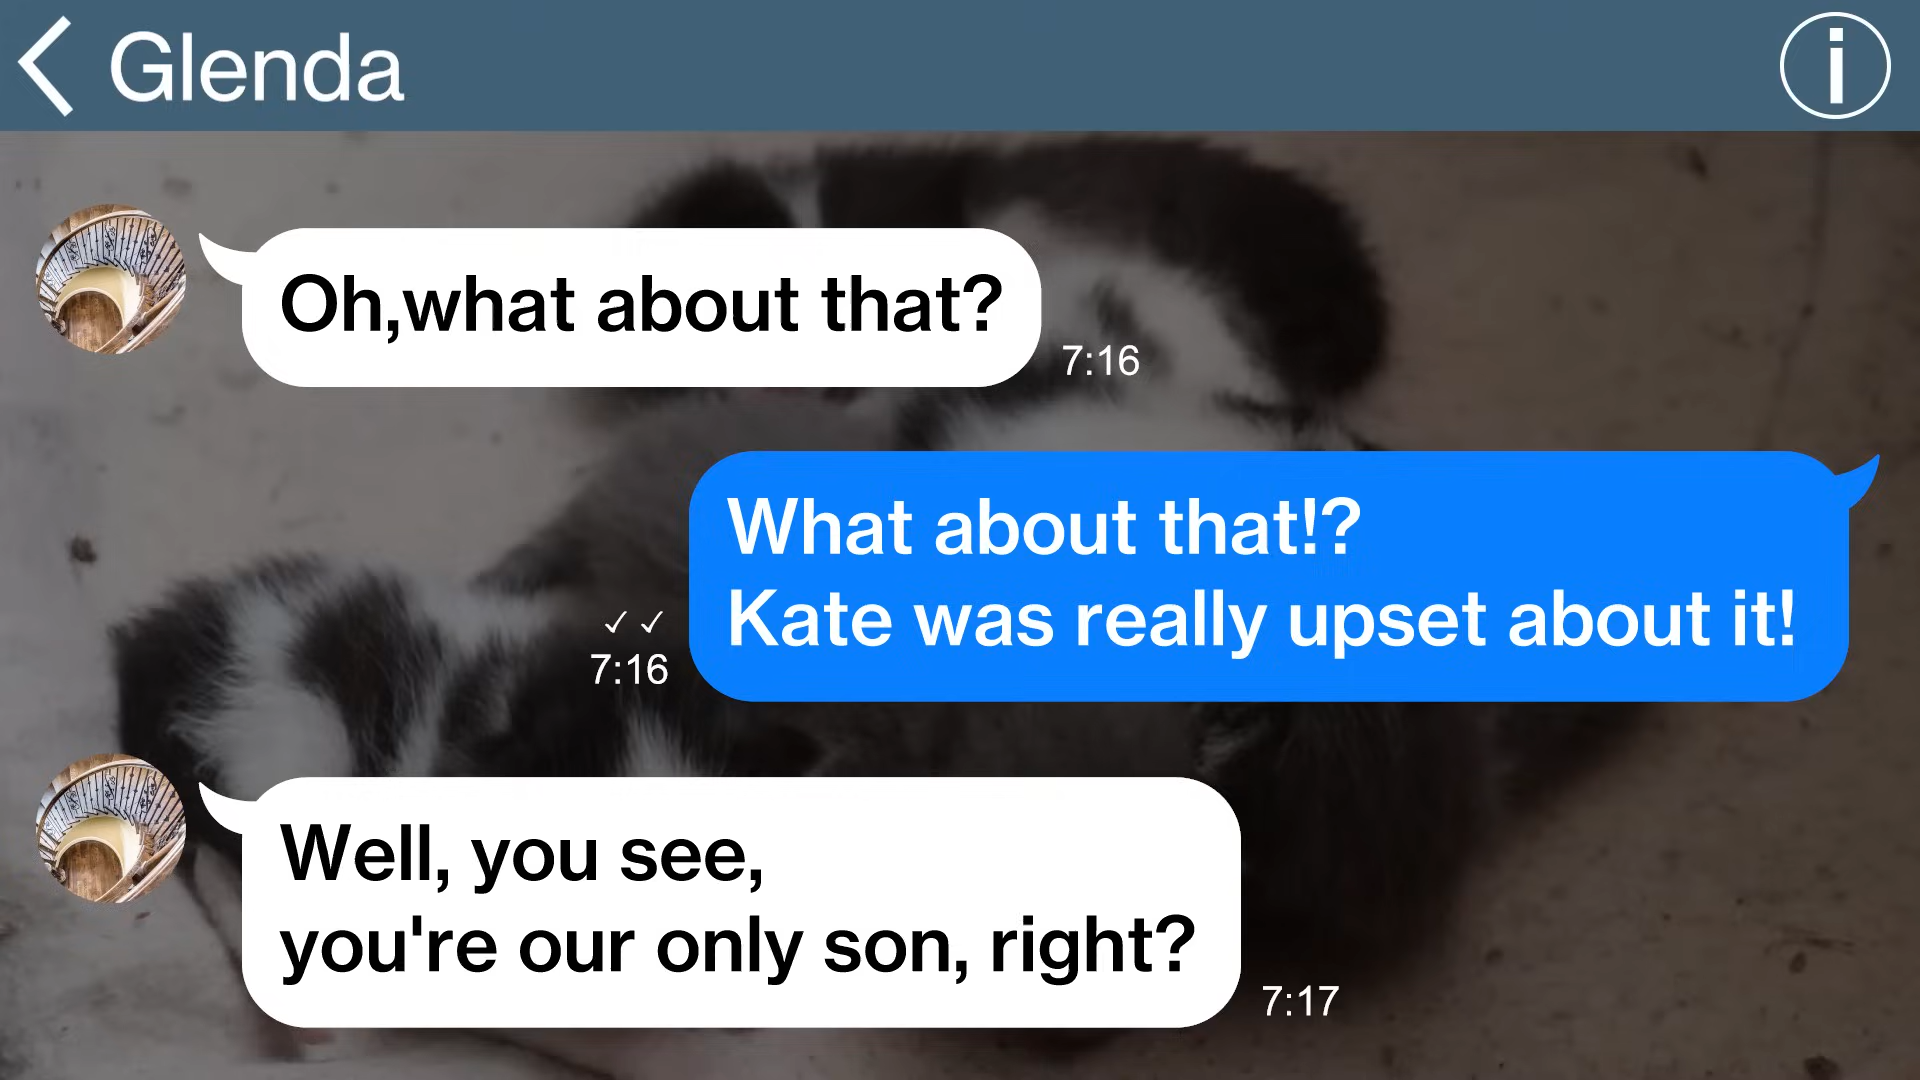 Glenda
Oh,what about that?
7:16
What about that!?
Kate was really upset about it!
✓ ✓
7:16
Well, you see,
you're our only son, right?
7:17